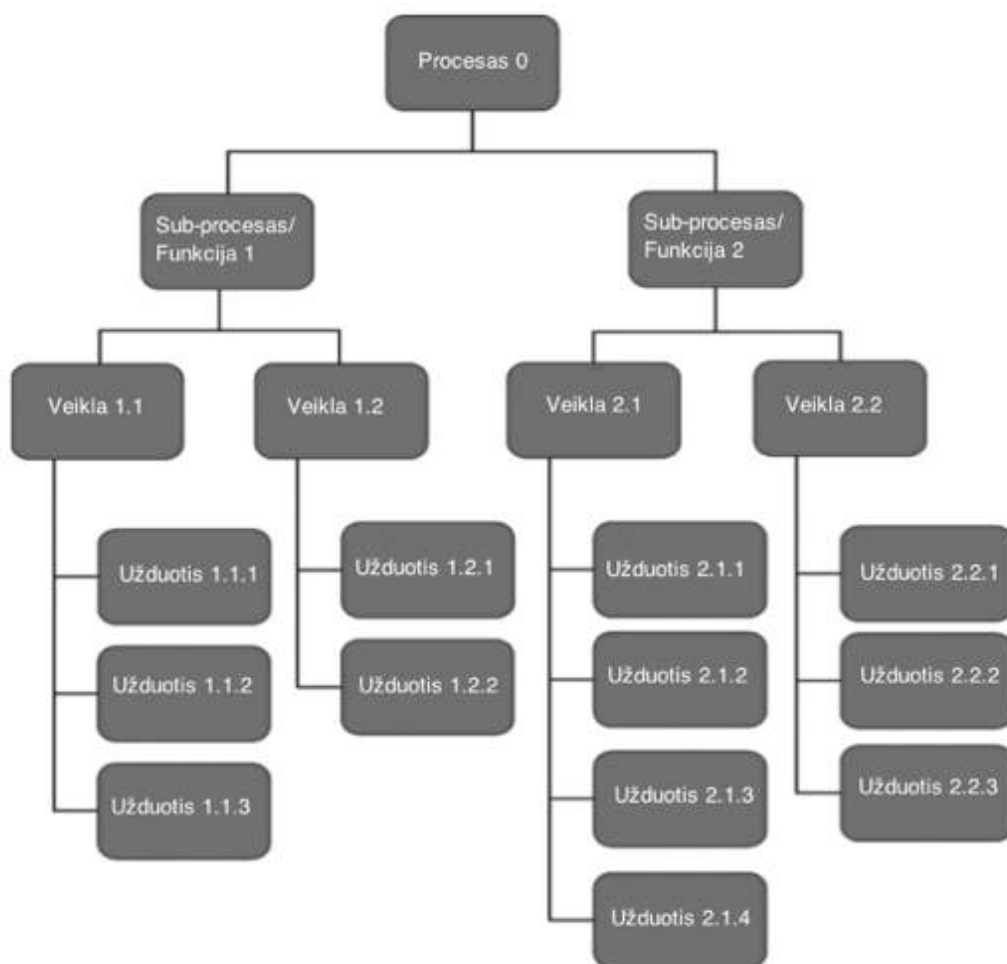 Procesas 0
Sub-procesas/
Funkcija 1
Sub-procesas/
Funkcija 2
Veikla 1.1
Veikla 1.2
Veikla 2.1
Veikla 2.2
Užduotis 1.1.1
Užduotis 1.1.2
Užduotis 1.1.3
Užduotis 1.2.1
Užduotis 1.2.2
Užduotis 2.1.1
Užduotis 2.1.2
Užduotis 2.1.3
Užduotis 2.1.4
Užduotis 2.2.1
Užduotis 2.2.2
Užduotis 2.2.3